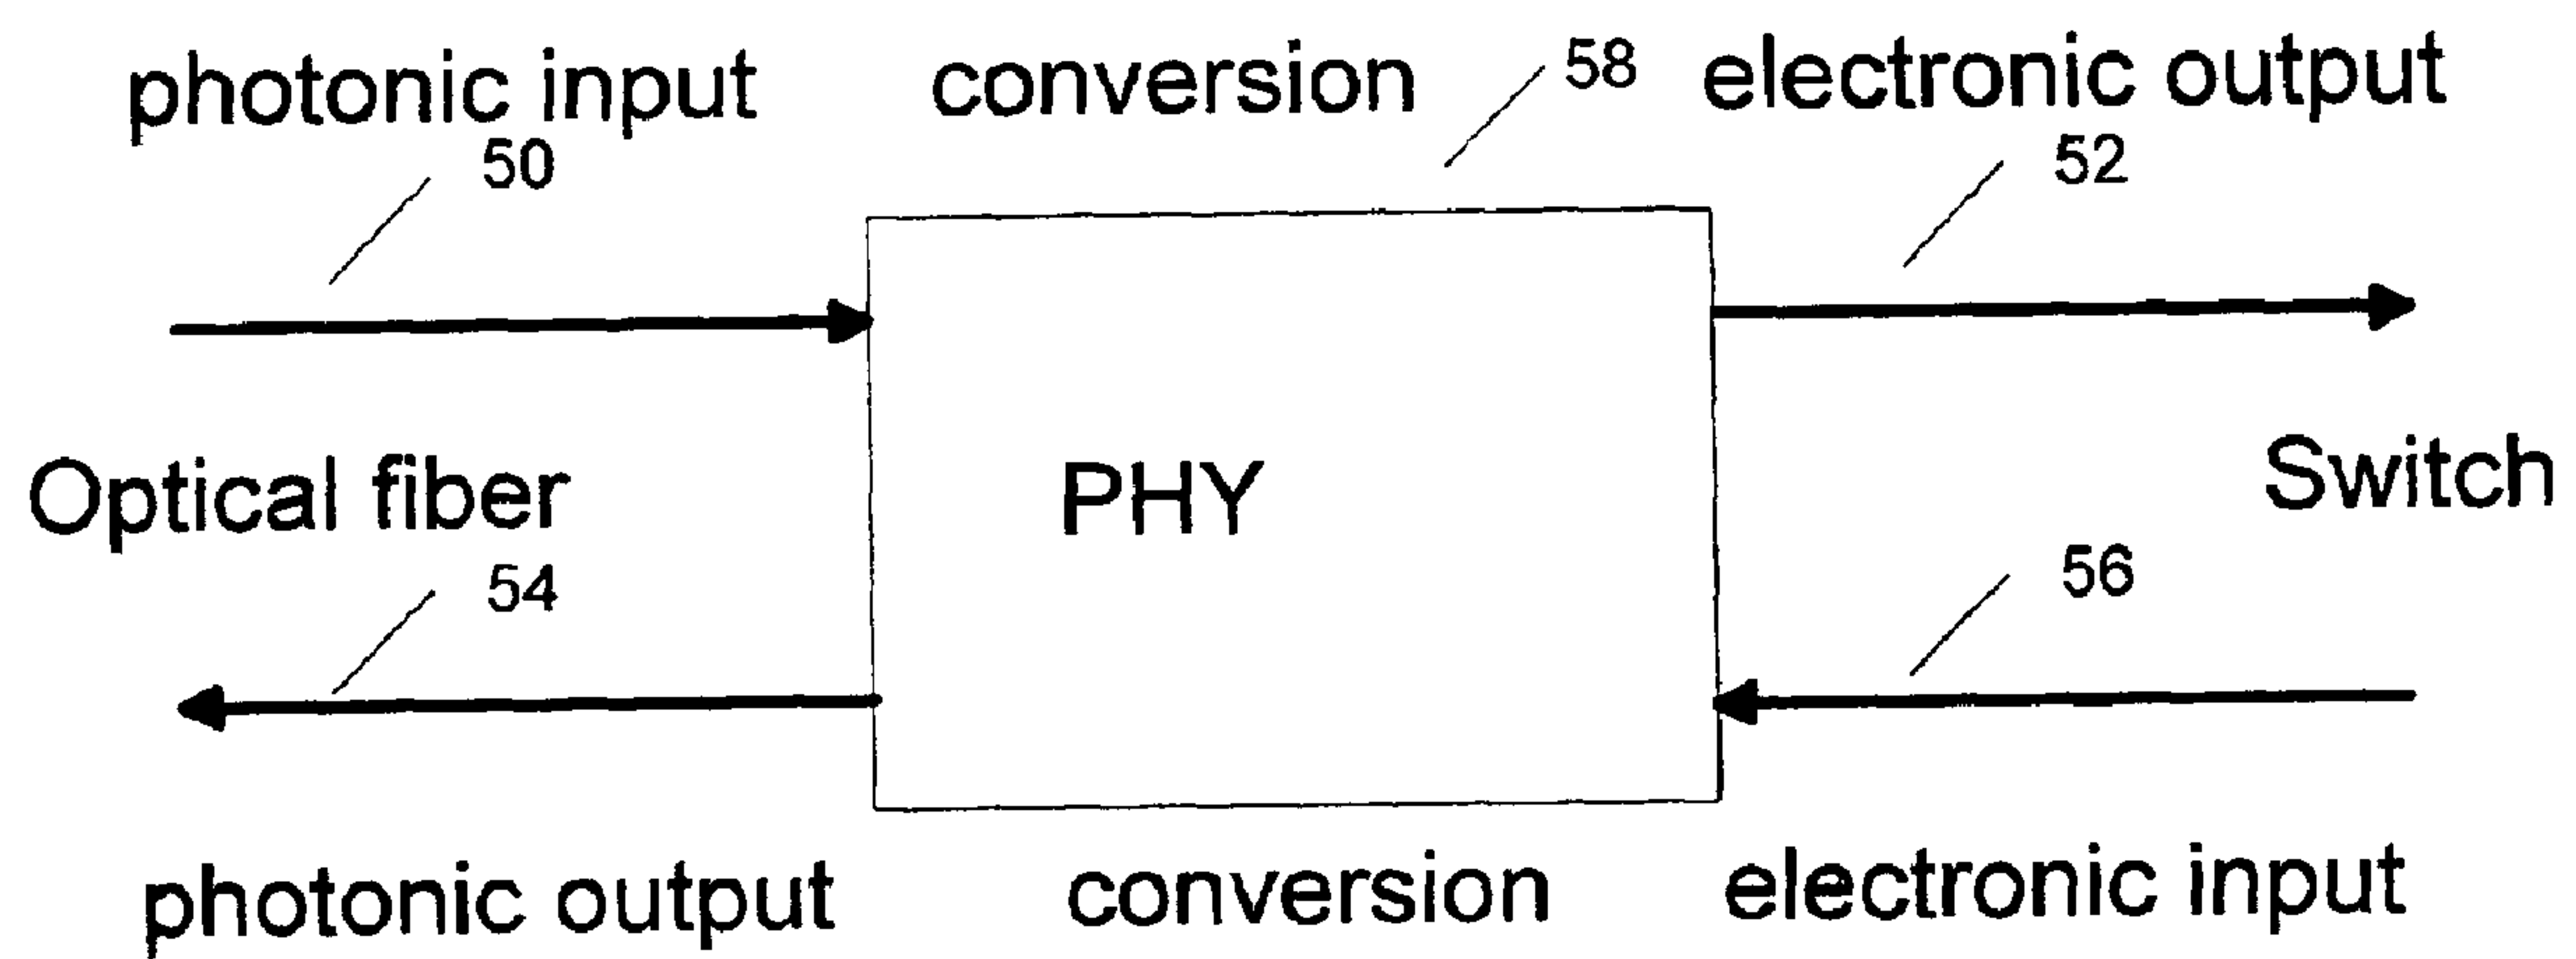 photonic input
conversion
58
electronic output
50
52
Optical fiber
PHY
Switch
54
56
photonic output
conversion
electronic input